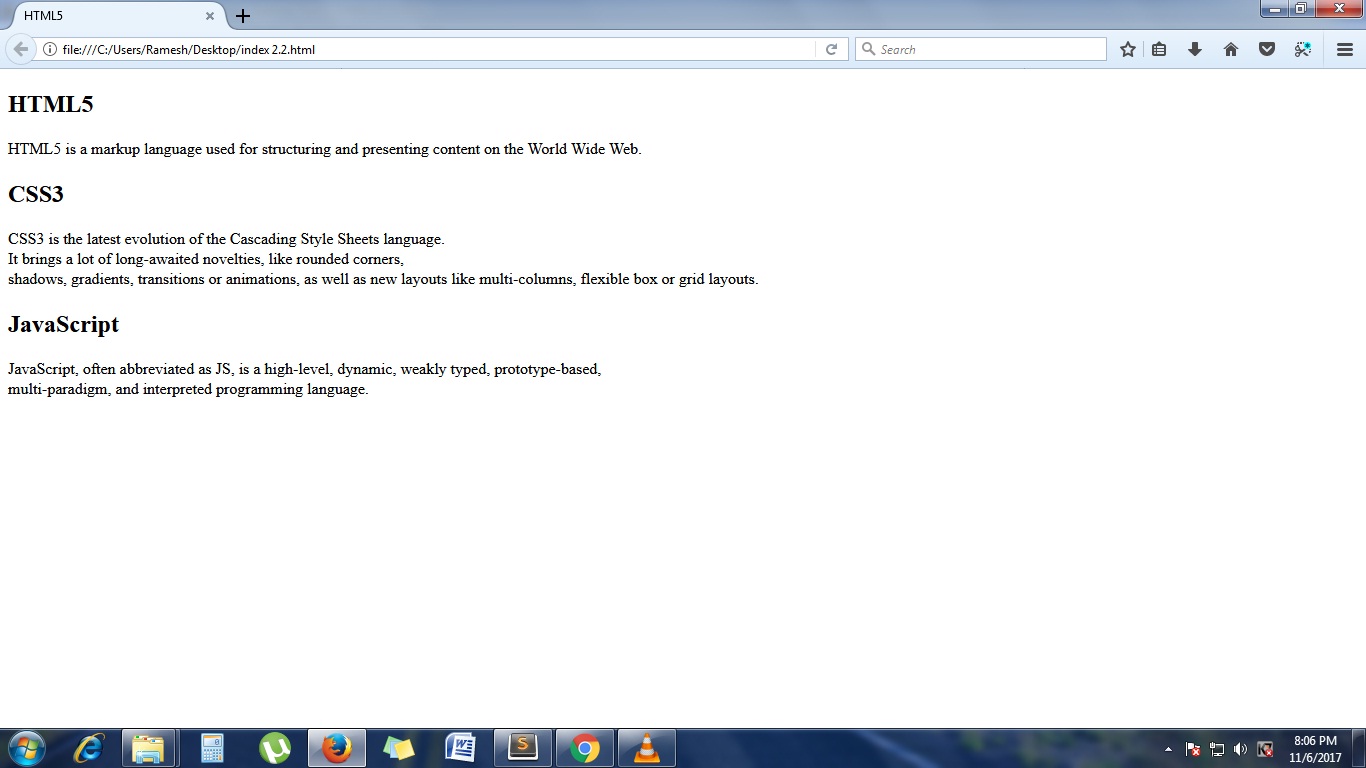 HTML5
file:///C:/Users/Ramesh/Desktop/index 2.2.html
Search
HTML5
HTML5 is a markup language used for structuring and presenting content on the World Wide Web.
CSS3
CSS3 is the latest evolution of the Cascading Style Sheets language.
It brings a lot of long-awaited novelties, like rounded corners,
shadows, gradients, transitions or animations, as well as new layouts like multi-columns, flexible box or grid layouts.
JavaScript
JavaScript, often abbreviated as JS, is a high-level, dynamic, weakly typed, prototype-based,
multi-paradigm, and interpreted programming language.
8:06 PM
11/6/2017